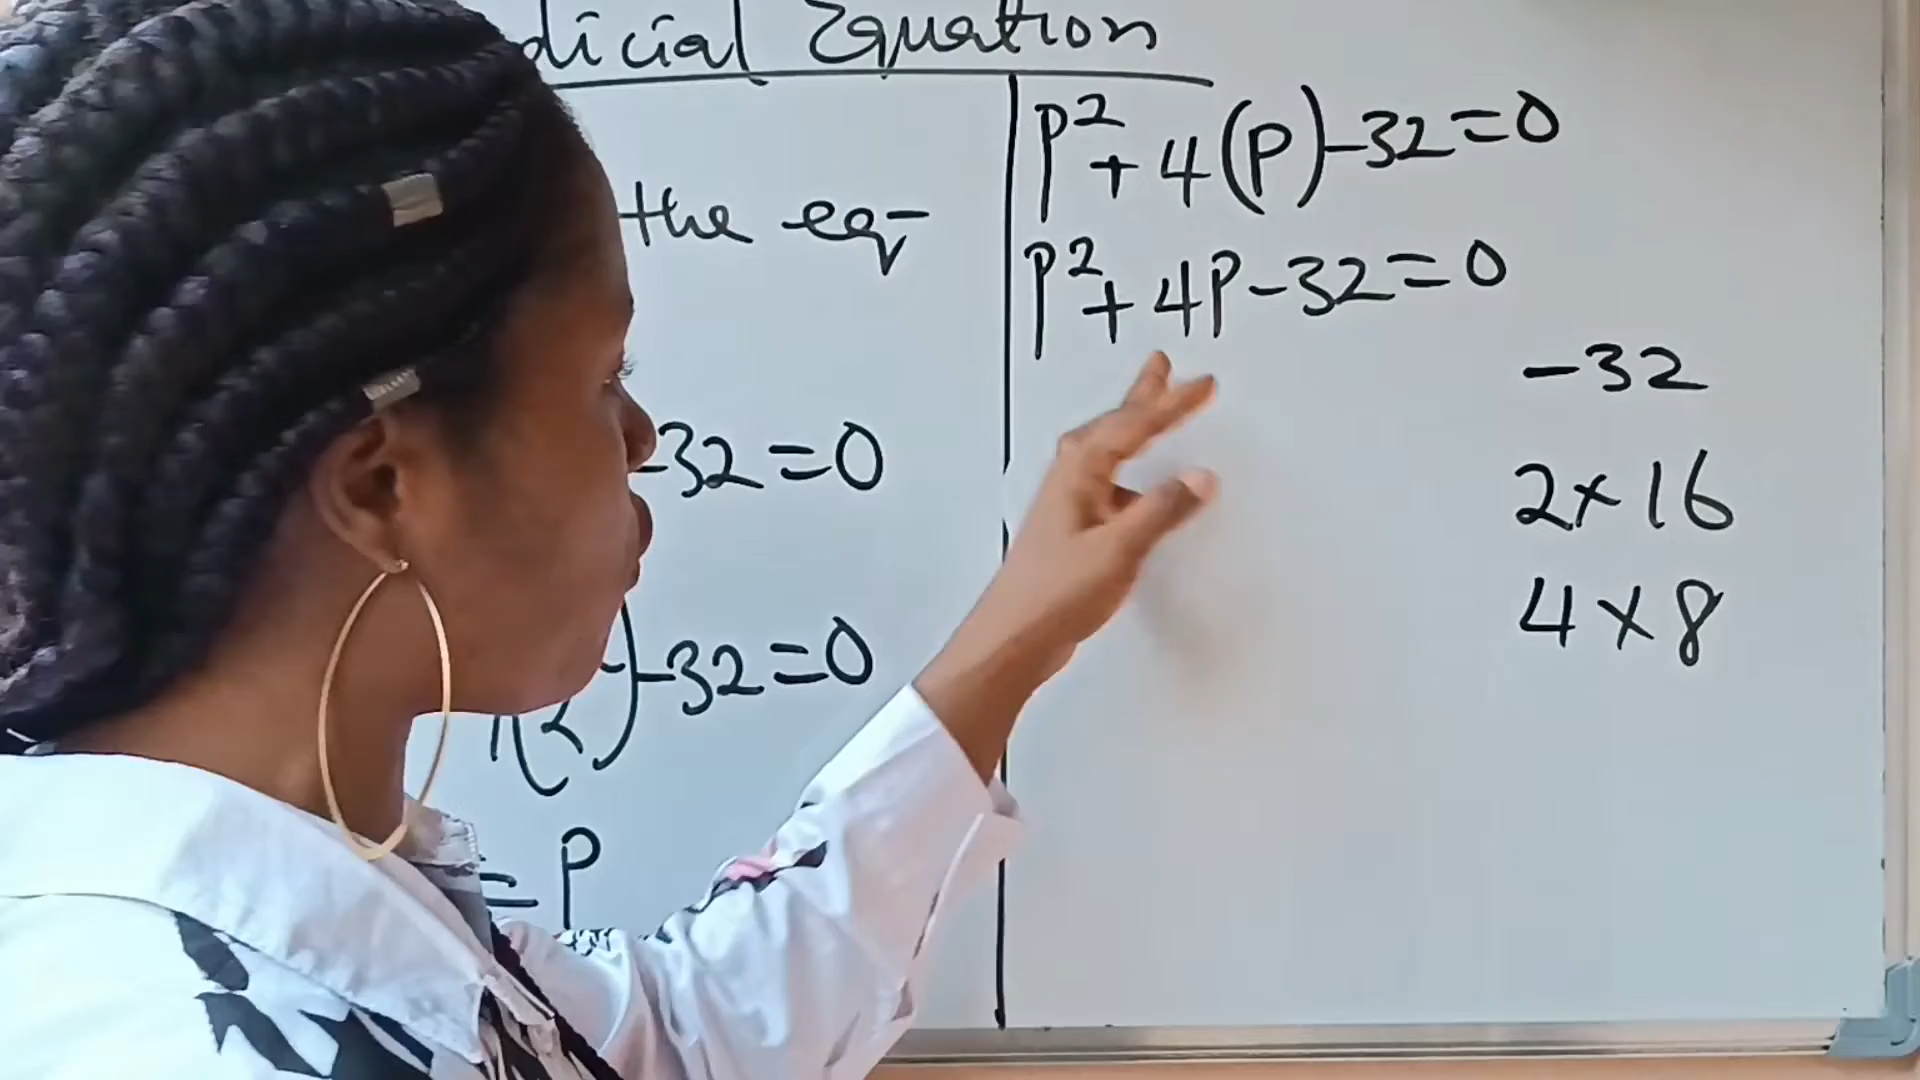 dicial Equation
the eq
-32=0
(2)-32=0
= P
P²+4(P)-32=0
P²+4P-32=0
-32
2×16
4×8